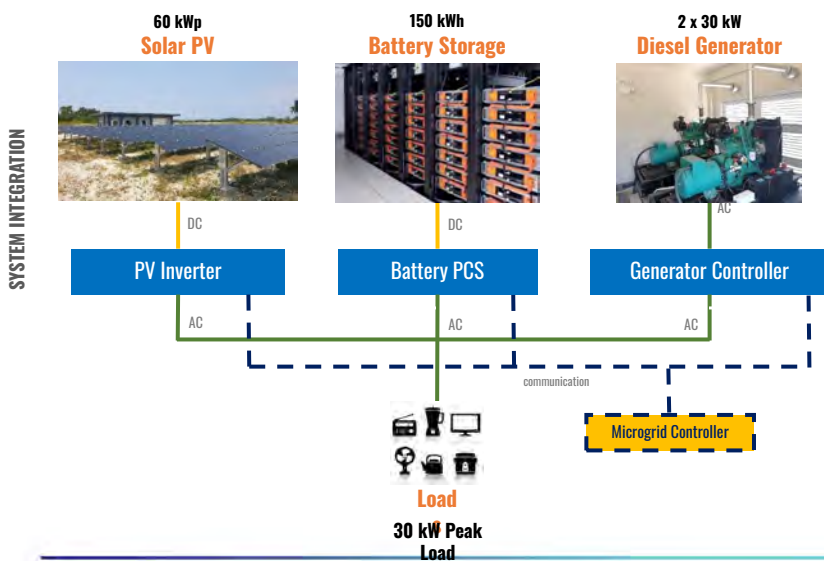 60 kWp
Solar PV
150 kWh
Battery Storage
2 x 30 kW
Diesel Generator
SYSTEM INTEGRATION
DC
DC
AC
PV Inverter
Battery PCS
Generator Controller
AC
AC
AC
communication
Microgrid Controller
Load
s
30 kW Peak
Load